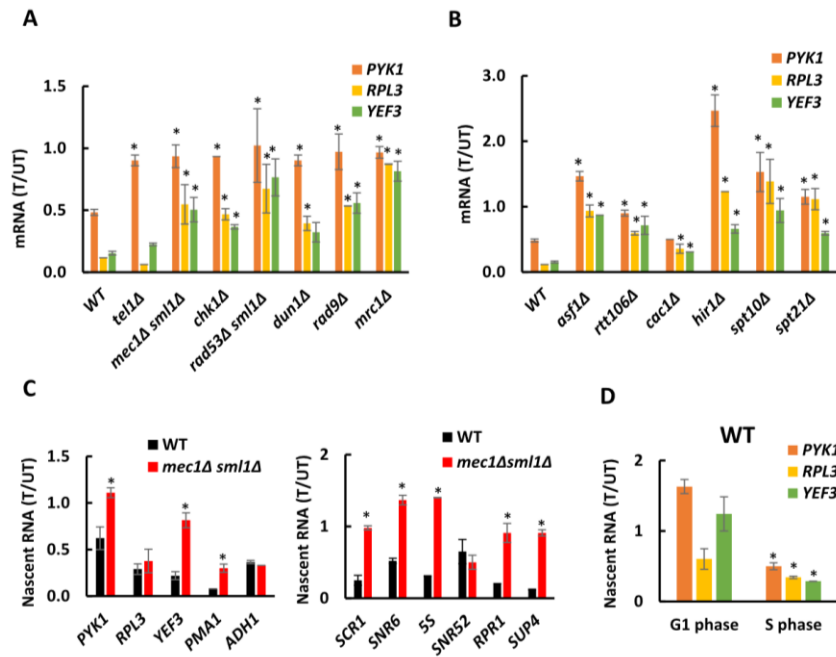 A
mRNA (T/UT)
1.5
1.0
0.5
0.0
PYK1
RPL3
YEF3
* * * * * * * * * * * * * * * * * * *
WT
tel1Δ
mec1Δ sml1Δ
chk1Δ
rad53Δ sml1Δ
dun1Δ
rad9Δ
mrc1Δ
B
mRNA (T/UT)
3.0
2.0
1.0
0.0
PYK1
RPL3
YEF3
* * * * * * * * * * * * * * * * *
WT
asf1Δ
rtt106Δ
cac1Δ
hir1Δ
spt10Δ
spt21Δ
C
Nascent RNA (T/UT)
1.5
1.0
0.5
0.0
WT
mec1Δ sml1Δ
* * *
PYK1
RPL3
YEF3
PMA1
ADH1
Nascent RNA (T/UT)
2
1
0
WT
mec1Δsml1Δ
* * * * *
SCR1
SNR6
5S
SNR52
RPR1
SUP4
D
WT
Nascent RNA (T/UT)
2
1
0
PYK1
RPL3
YEF3
* * *
G1 phase
S phase